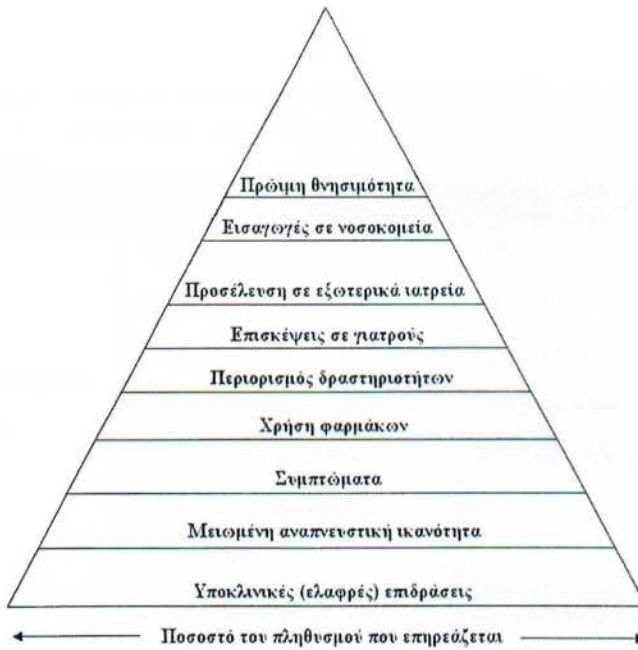 Πρώιμη θνησιμότητα
Εισαγωγές σε νοσοκομεία
Προσέλευση σε εξωτερικά ιατρεία
Επισκέψεις σε γιατρούς
Περιορισμός δραστηριοτήτων
Χρήση φαρμάκων
Συμπτώματα
Μειωμένη αναπνευστική ικανότητα
Υποκλινικές (ελαφρές) επιδράσεις
Ποσοστό του πληθυσμού που επηρεάζεται